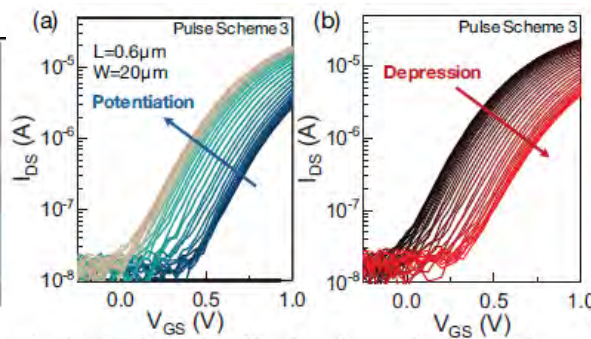 (a)
Pulse Scheme 3
L=0.6μm
W=20μm
Potentiation
I_DS (A)
10⁻⁵
10⁻⁶
10⁻⁷
10⁻⁸
0.0 0.5 1.0
V_GS (V)
(b)
Pulse Scheme 3
Depression
I_DS (A)
10⁻⁵
10⁻⁶
10⁻⁷
10⁻⁸
0.0 0.5 1.0
V_GS (V)